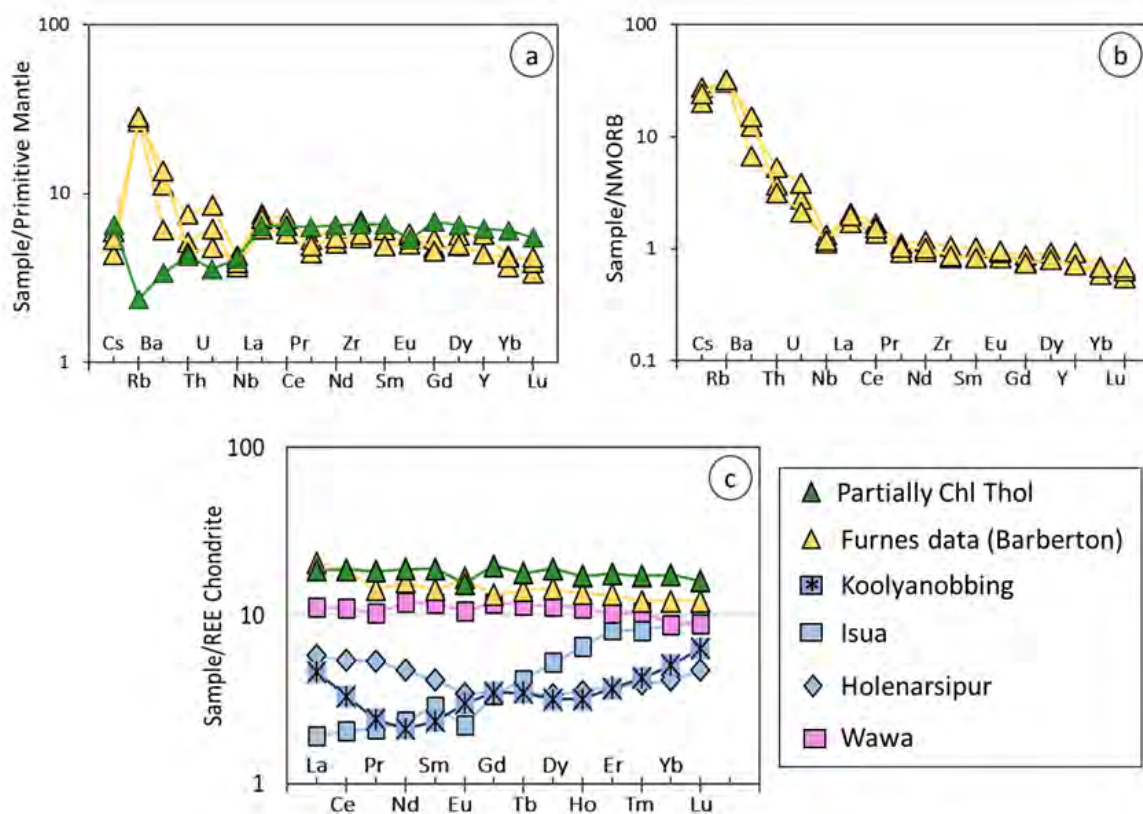 a
Sample/Primitive Mantle
100
10
1
Cs Ba U La Pr Zr Eu Dy Yb
Rb Th Nb Ce Nd Sm Gd Y Lu
b
Sample/NMORB
100
10
1
0.1
Cs Ba U La Pr Zr Eu Dy Yb
Rb Th Nb Ce Nd Sm Gd Y Lu
c
Sample/REE Chondrite
100
10
1
La Pr Sm Gd Dy Er Yb
Ce Nd Eu Tb Ho Tm Lu
Partially Chl Thol
Furnes data (Barberton)
Koolyanobbing
Isua
Holenarsipur
Wawa